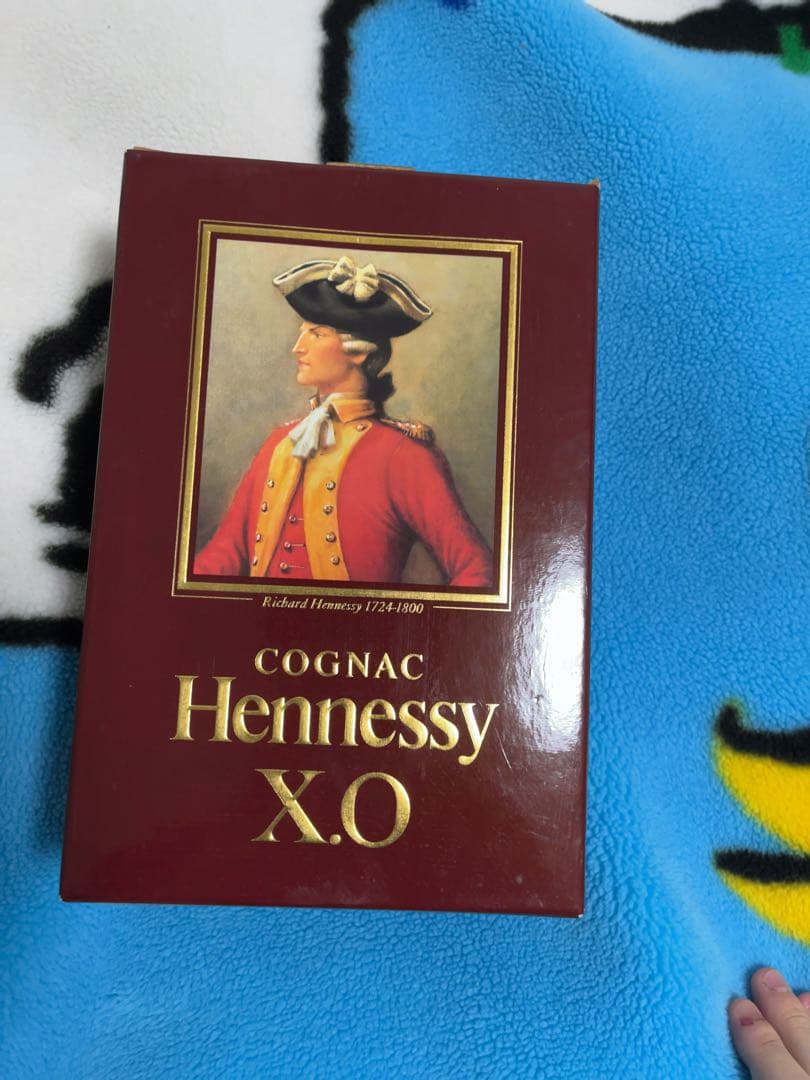 Richard Hennessy 1724-1800
COGNAC
Hennessy
X.O